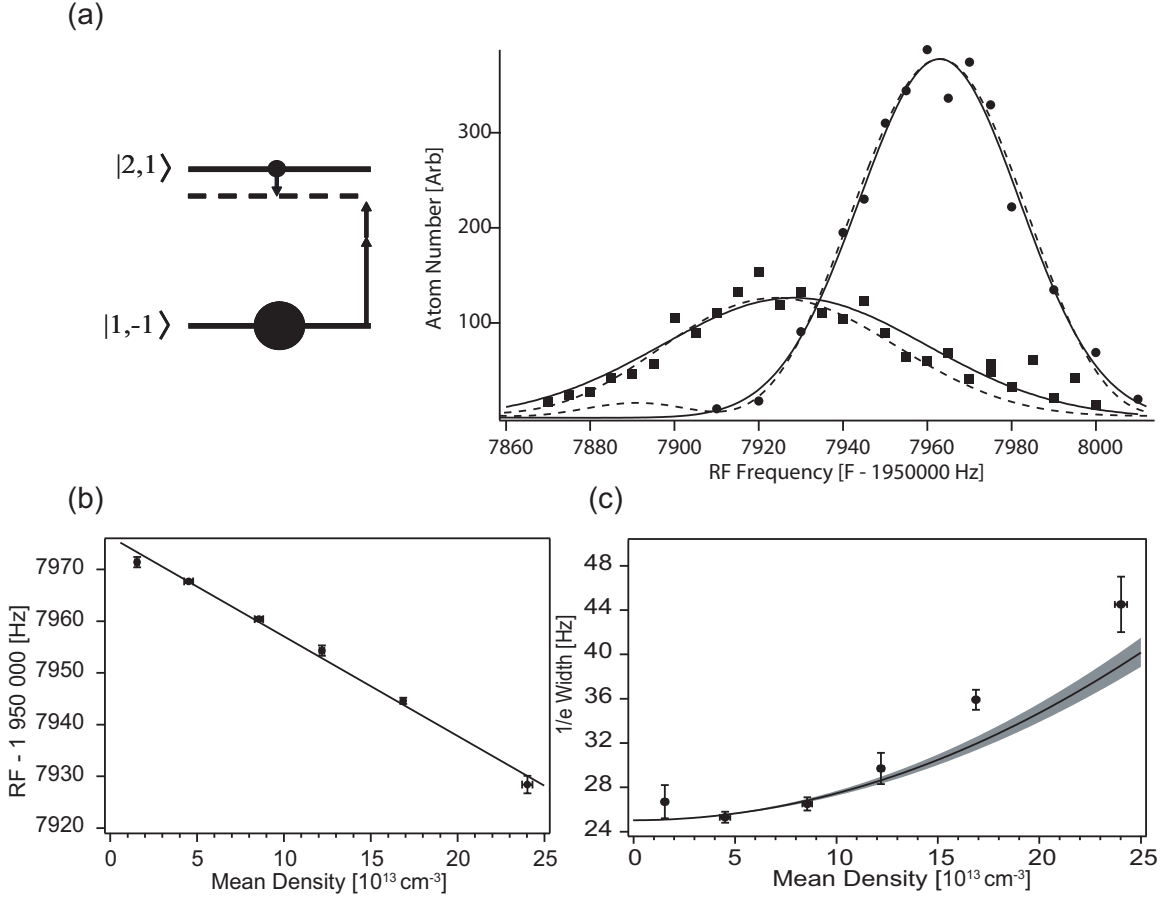 (a)
|2,1⟩
|1,-1⟩
Atom Number [Arb]
300
200
100
7860 7880 7900 7920 7940 7960 7980 8000
RF Frequency [F - 1950000 Hz]
(b)
RF - 1 950 000 [Hz]
7970
7960
7950
7940
7930
7920
0 5 10 15 20 25
Mean Density [10¹³ cm⁻³]
(c)
1/e Width [Hz]
48
44
40
36
32
28
24
0 5 10 15 20 25
Mean Density [10¹³ cm⁻³]